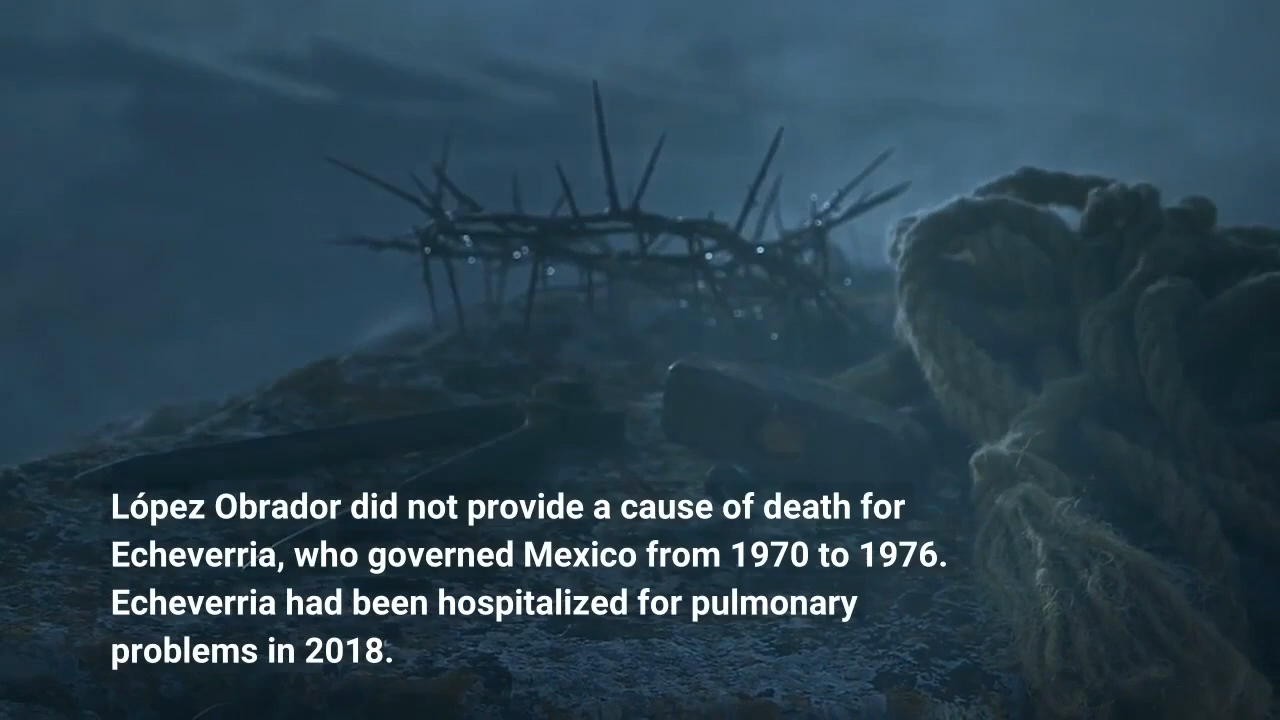 López Obrador did not provide a cause of death for
Echeverria, who governed Mexico from 1970 to 1976.
Echeverria had been hospitalized for pulmonary
problems in 2018.